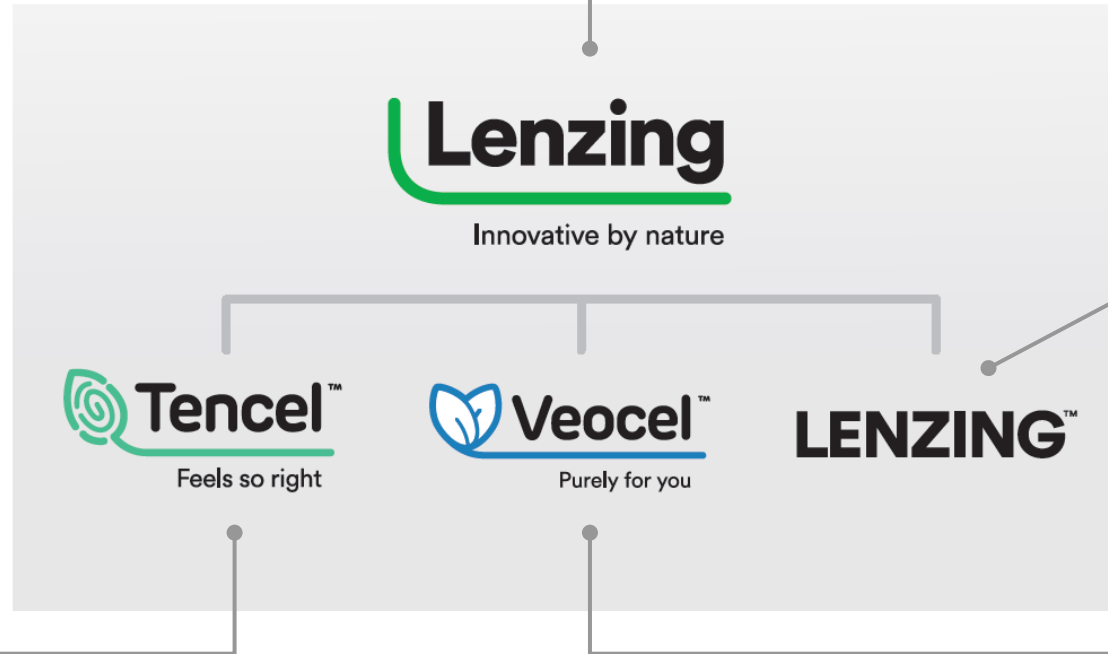 Lenzing
Innovative by nature
Tencel™
Feels so right
Veocel™
Purely for you
LENZING™